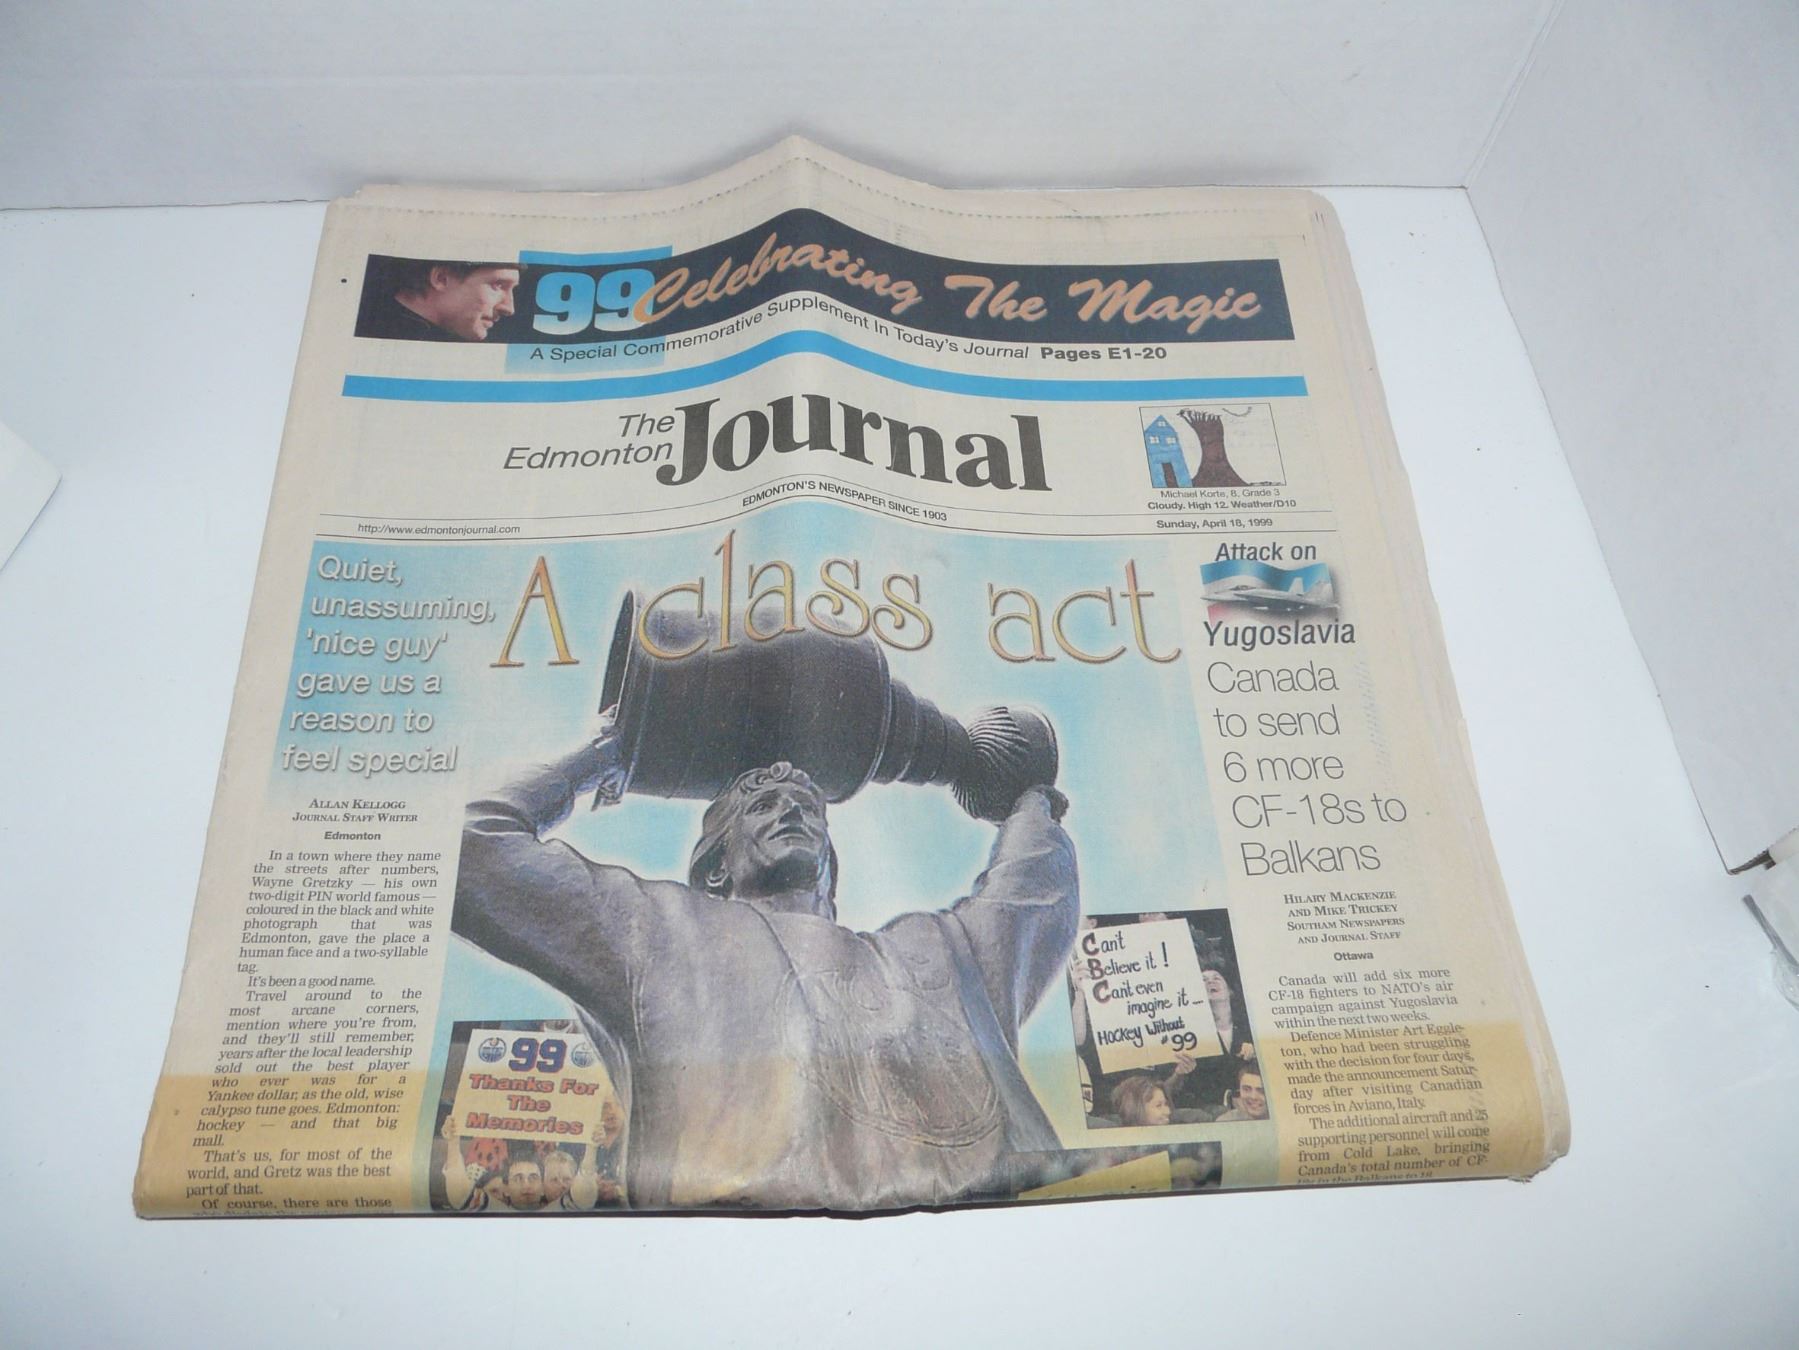 99 Celebrating The Magic
A Special Commemorative Supplement In Today's Journal Pages E1-20
The
Edmonton Journal
EDMONTON'S NEWSPAPER SINCE 1903
Michael Korte, 8, Grade 3
Cloudy. High 12. Weather/D10
http://www.edmontonjournal.com
Sunday, April 18, 1999
A class act
Quiet,
unassuming,
'nice guy'
gave us a
reason to
feel special
ALLAN KELLOGG
JOURNAL STAFF WRITER
Edmonton
In a town where they name
the streets after numbers,
Wayne Gretzky — his own
two-digit PIN world famous —
coloured in the black and white
photograph that was
Edmonton, gave the place a
human face and a two-syllable
tag.
It's been a good name.
Travel around to the
most arcane corners,
mention where you're from,
and they'll still remember,
years after the local leadership
sold out the best player
who ever was for a
Yankee dollar, as the old, wise
calypso tune goes. Edmonton:
hockey — and that big
mall.
That's us, for most of the
world, and Gretz was the best
part of that.
Of course, there are those
99
Thanks For
The
Memories
Can't
Believe it!
Can't even
imagine it...
Hockey Without
#99
Attack on
Yugoslavia
Canada
to send
6 more
CF-18s to
Balkans
HILARY MACKENZIE
AND MIKE TRICKEY
SOUTHAM NEWSPAPERS
AND JOURNAL STAFF
Ottawa
Canada will add six more
CF-18 fighters to NATO's air
campaign against Yugoslavia
within the next two weeks.
Defence Minister Art Eggle-
ton, who had been struggling
with the decision for four days,
made the announcement Satur-
day after visiting Canadian
forces in Aviano, Italy.
The additional aircraft and 25
supporting personnel will come
from Cold Lake, bringing
Canada's total number of CF-
18s in the Balkans to 18